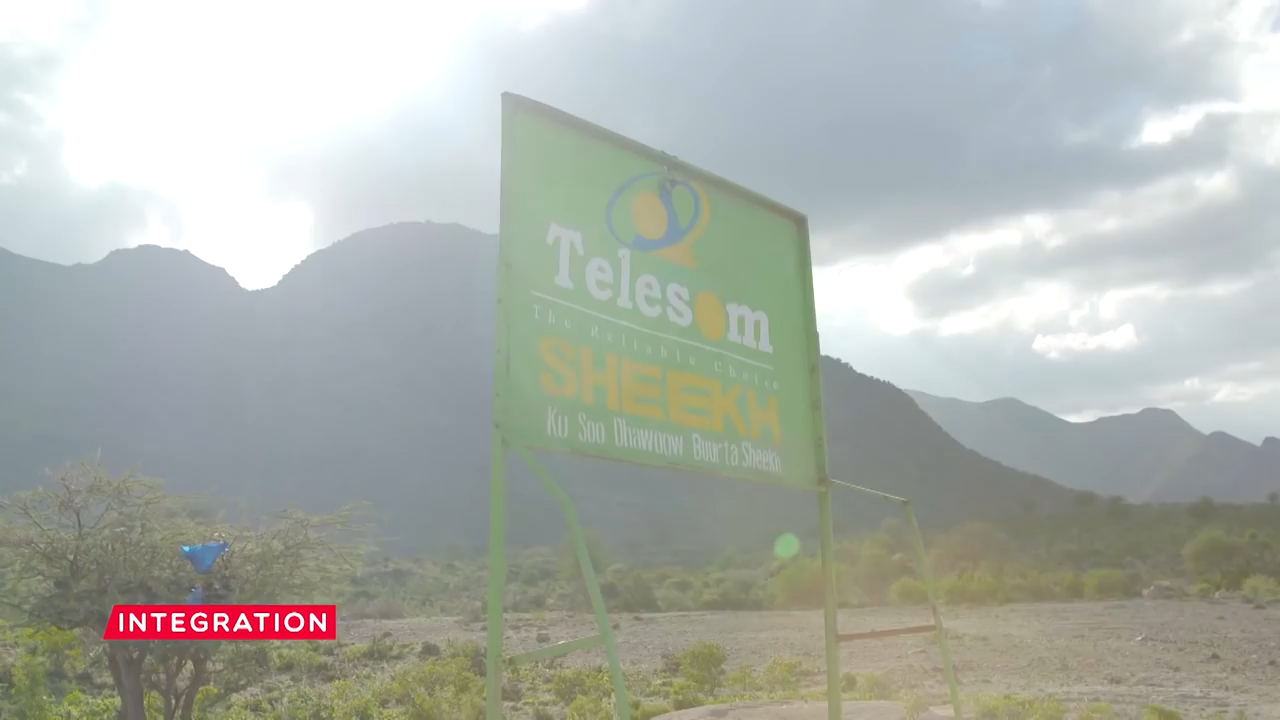 Telesom
The Reliable Choice
SHEEKH
Ku Soo Dhawoow Buurta Sheekh
INTEGRATION